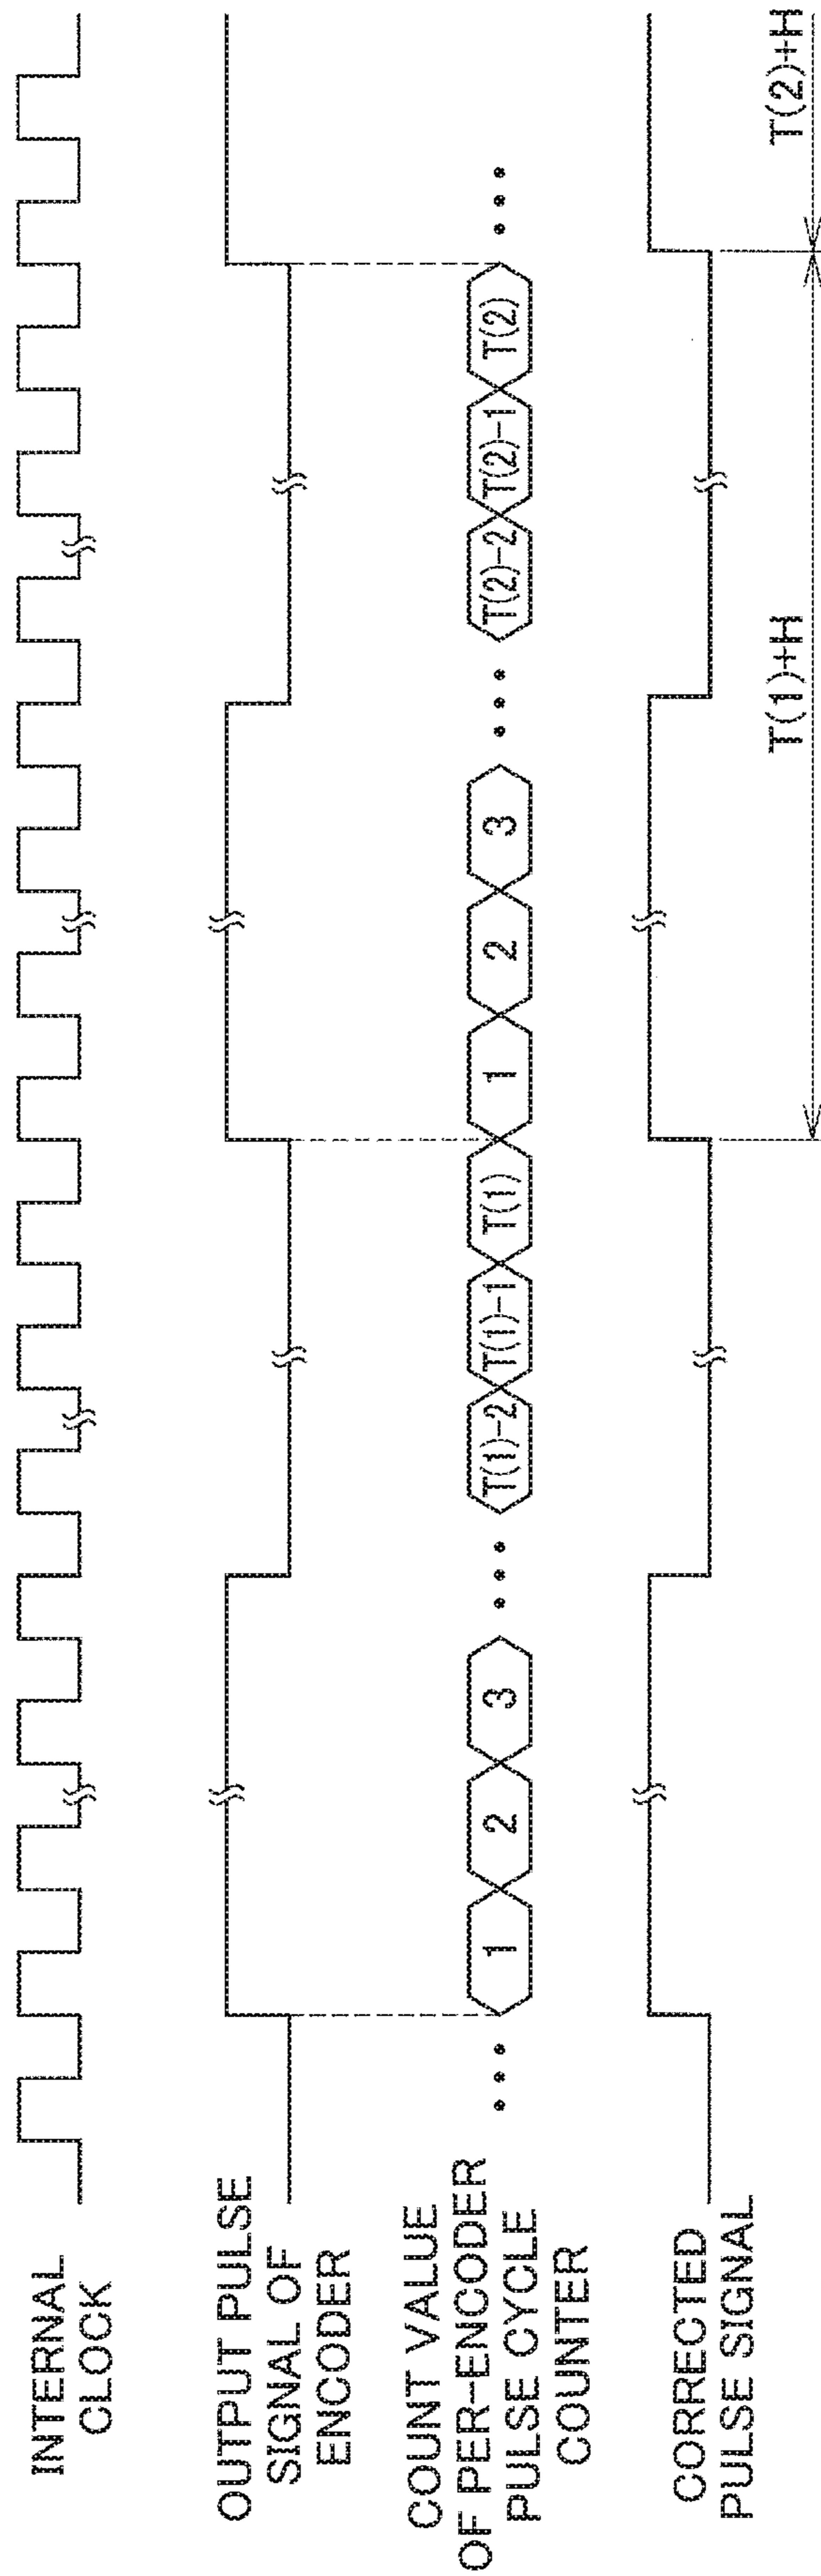 INTERNAL
CLOCK
OUTPUT PULSE
SIGNAL OF
ENCODER
COUNT VALUE
OF PER-ENCODER
PULSE CYCLE
COUNTER
••• 1 2 3 ••• T(1)-2 T(1)-1 T(1) 1 2 3 ••• T(2)-2 T(2)-1 T(2) •••
CORRECTED
PULSE SIGNAL
T(1)+H T(2)+H